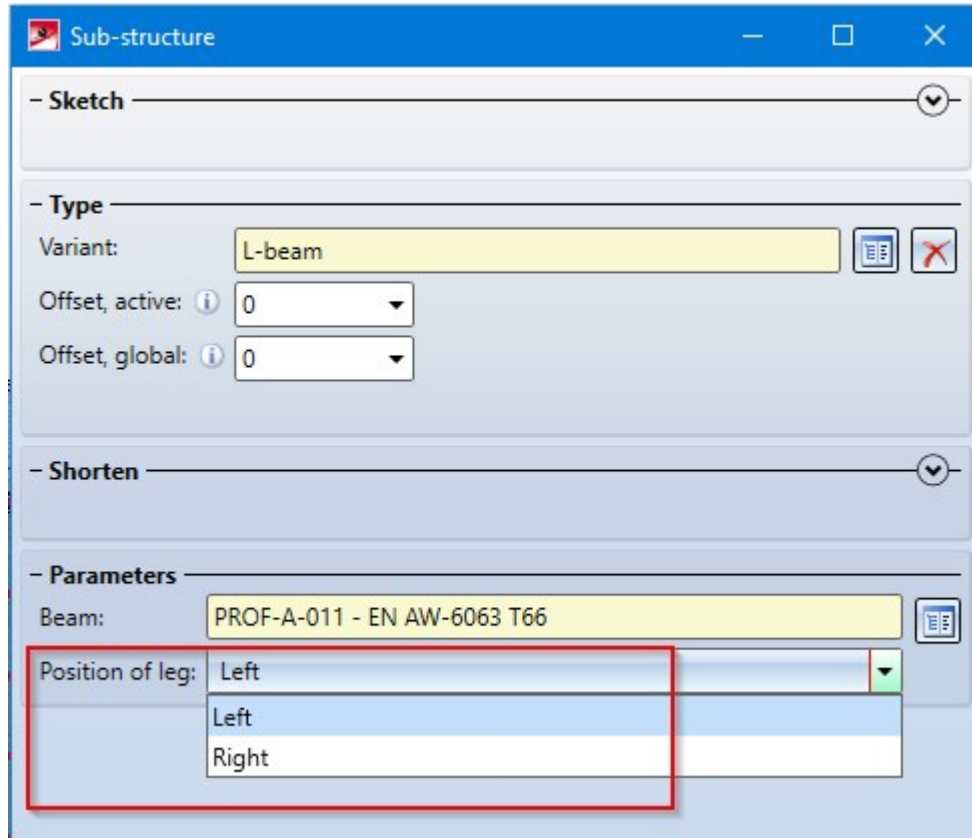 Sub-structure
Sketch
Type
Variant: L-beam
Offset, active: 0
Offset, global: 0
Shorten
Parameters
Beam: PROF-A-011 - EN AW-6063 T66
Position of leg: Left
Left
Right